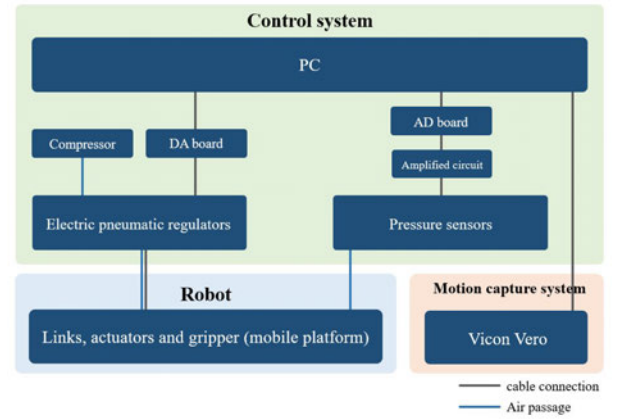 Control system
PC
AD board
Compressor
DA board
Amplified circuit
Electric pneumatic regulators
Pressure sensors
Robot
Motion capture system
Links, actuators and gripper (mobile platform)
Vicon Vero
cable connection
Air passage